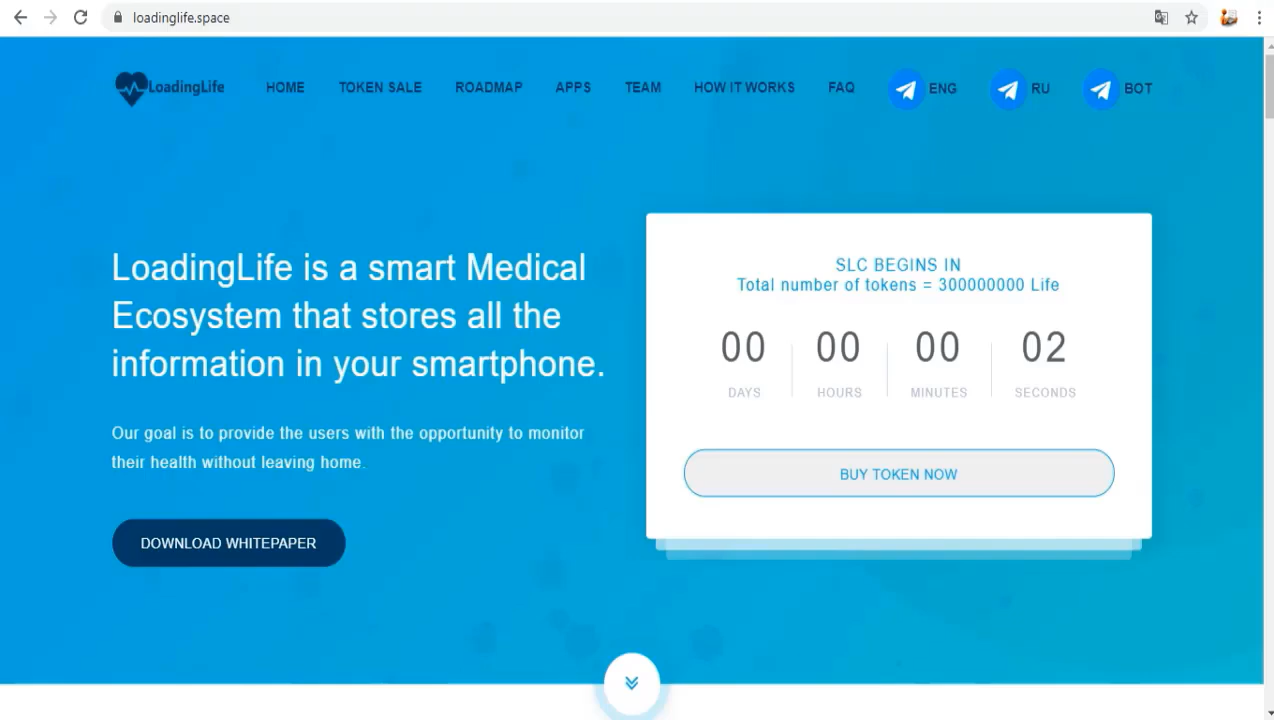 loadinglife.space
LoadingLife HOME TOKEN SALE ROADMAP APPS TEAM HOW IT WORKS FAQ ENG RU BOT
LoadingLife is a smart Medical
Ecosystem that stores all the
information in your smartphone.
Our goal is to provide the users with the opportunity to monitor
their health without leaving home.
DOWNLOAD WHITEPAPER
SLC BEGINS IN
Total number of tokens = 300000000 Life
00 00 00 02
DAYS HOURS MINUTES SECONDS
BUY TOKEN NOW